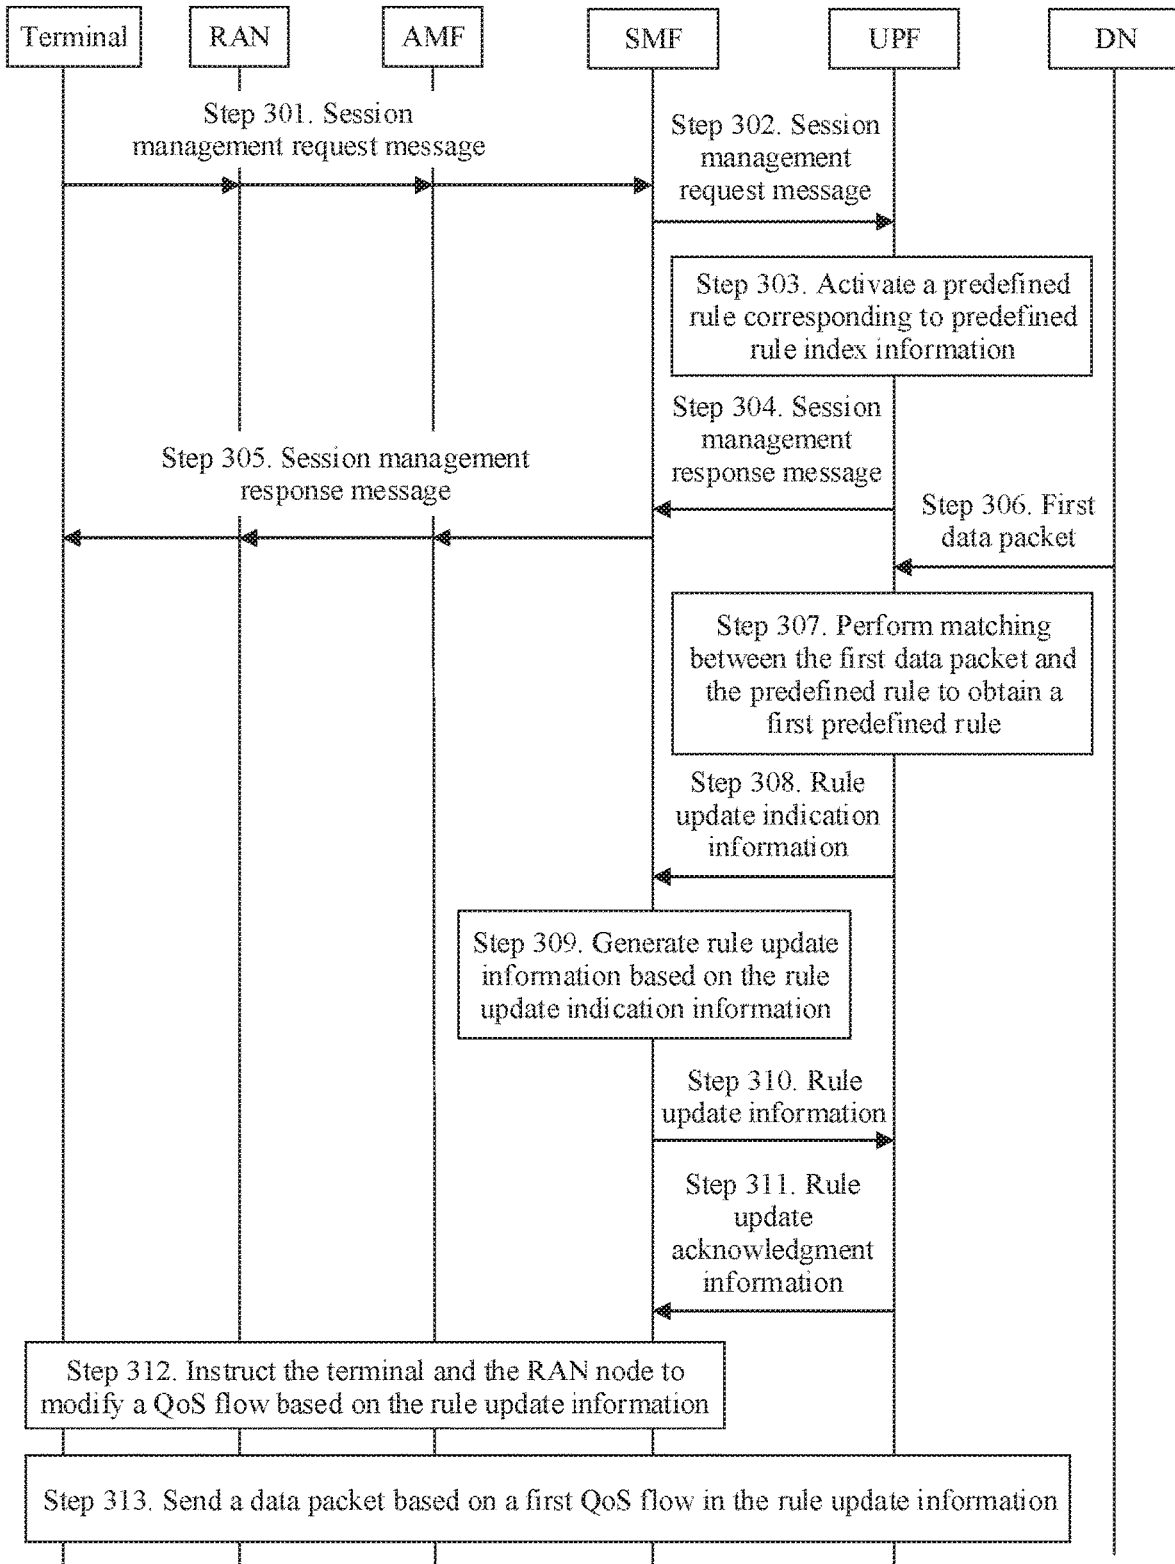 Terminal
RAN
AMF
SMF
UPF
DN
Step 301. Session
management request message
Step 302. Session
management
request message
Step 303. Activate a predefined
rule corresponding to predefined
rule index information
Step 304. Session
management
response message
Step 305. Session management
response message
Step 306. First
data packet
Step 307. Perform matching
between the first data packet and
the predefined rule to obtain a
first predefined rule
Step 308. Rule
update indication
information
Step 309. Generate rule update
information based on the rule
update indication information
Step 310. Rule
update information
Step 311. Rule
update
acknowledgment
information
Step 312. Instruct the terminal and the RAN node to
modify a QoS flow based on the rule update information
Step 313. Send a data packet based on a first QoS flow in the rule update information